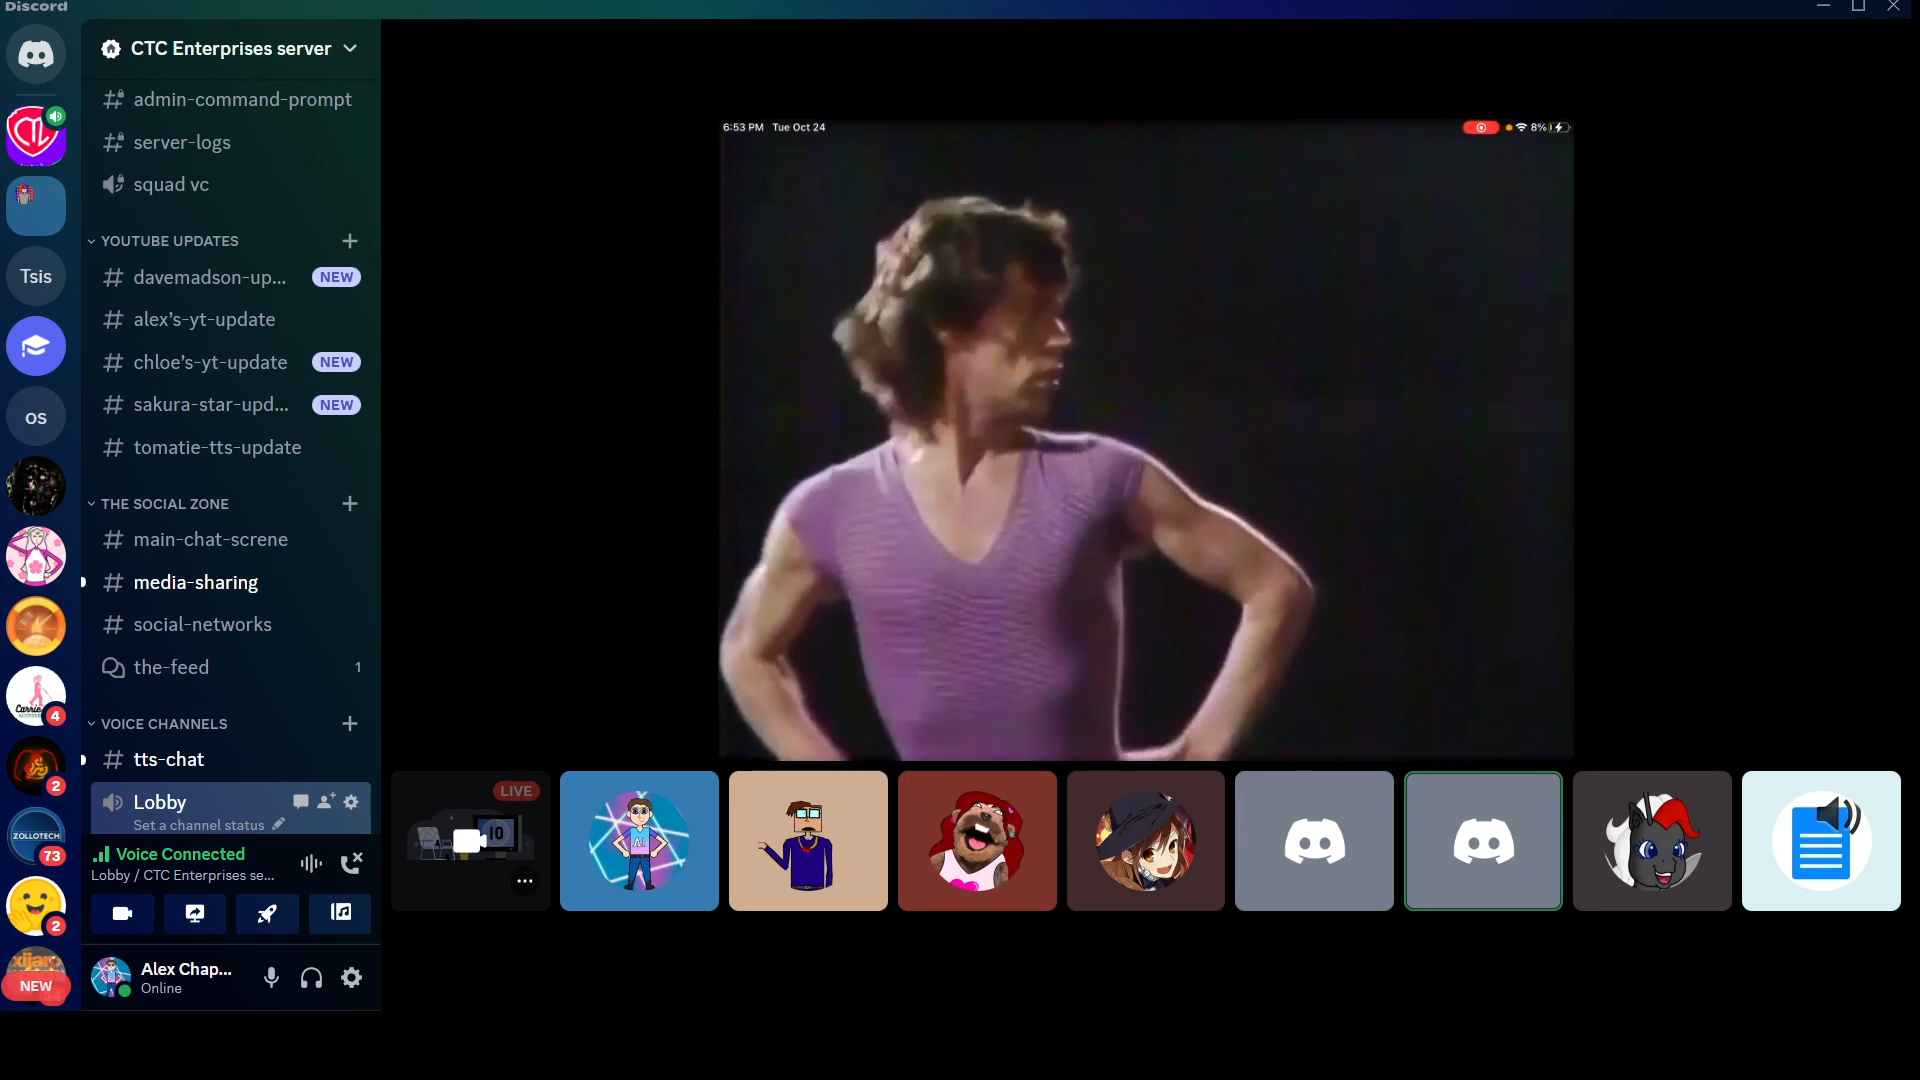 Discord
CTC Enterprises server
admin-command-prompt
server-logs
squad vc
YOUTUBE UPDATES
davemadson-up... NEW
alex's-yt-update
chloe's-yt-update NEW
sakura-star-upd... NEW
tomatie-tts-update
THE SOCIAL ZONE
main-chat-screne
media-sharing
social-networks
the-feed 1
VOICE CHANNELS
tts-chat
Lobby
Set a channel status
Voice Connected
Lobby / CTC Enterprises se...
Alex Chap...
Online
Tsis
OS
Carrie
4
2
ZOLLOTECH
73
2
NEW
6:53 PM Tue Oct 24
8%
LIVE
10